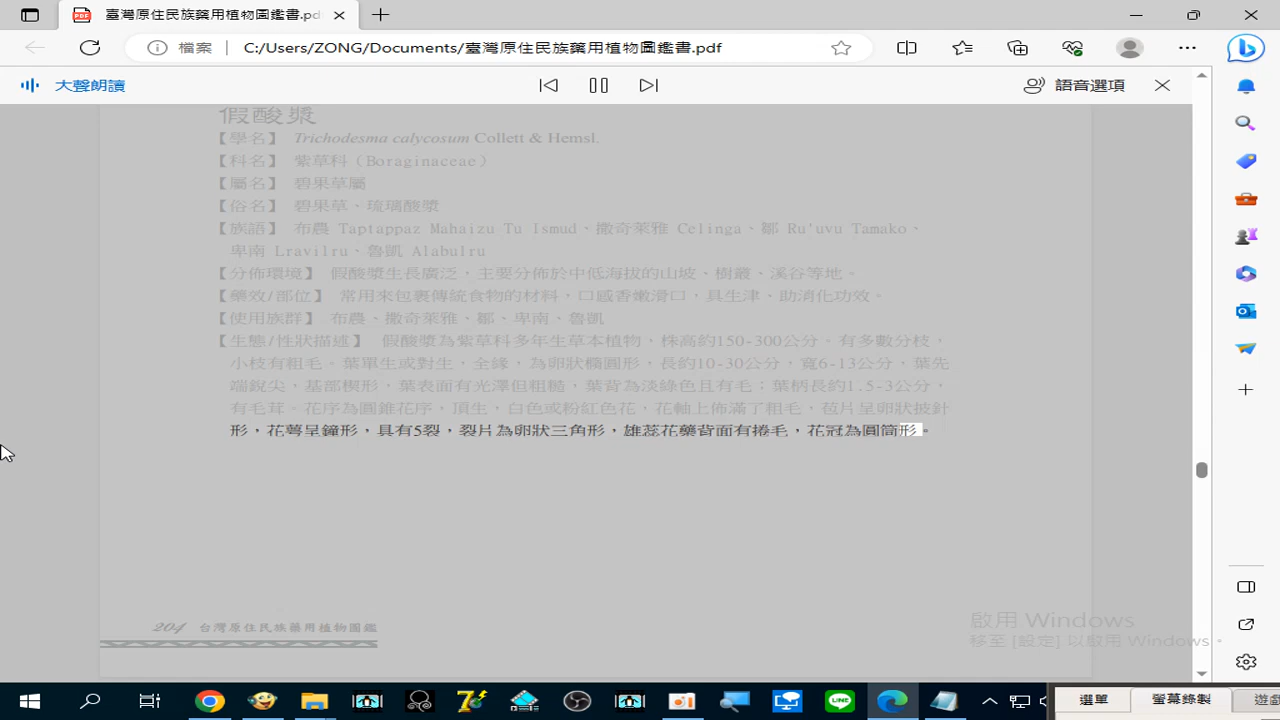 臺灣原住民族藥用植物圖鑑書.pd
檔案 C:/Users/ZONG/Documents/臺灣原住民族藥用植物圖鑑書.pdf
大聲朗讀
語音選項
假酸漿
【學名】 Trichodesma calycosum Collett & Hemsl.
【科名】 紫草科（Boraginaceae）
【屬名】 碧果草屬
【俗名】 碧果草、琉璃酸漿
【族語】 布農 Taptappaz Mahaizu Tu Ismud、撒奇萊雅 Celinga、鄒 Ru'uvu Tamako、
卑南 Lravilru、魯凱 Alabulru
【分佈環境】 假酸漿生長廣泛，主要分佈於中低海拔的山坡、樹叢、溪谷等地。
【藥效/部位】 常用來包裹傳統食物的材料，口感香嫩滑口，具生津、助消化功效。
【使用族群】 布農、撒奇萊雅、鄒、卑南、魯凱
【生態/性狀描述】 假酸漿為紫草科多年生草本植物，株高約150-300公分。有多數分枝，
小枝有粗毛。葉單生或對生，全緣，為卵狀橢圓形，長約10-30公分，寬6-13公分，葉先
端銳尖，基部楔形，葉表面有光澤但粗糙，葉背為淡綠色且有毛；葉柄長約1.5-3公分，
有毛茸。花序為圓錐花序，頂生，白色或粉紅色花，花軸上佈滿了粗毛，苞片呈卵狀披針
形，花萼呈鐘形，具有5裂，裂片為卵狀三角形，雄蕊花藥背面有捲毛，花冠為圓筒形。
204 台灣原住民族藥用植物圖鑑
啟用 Windows
移至 [設定] 以啟用 Windows。
選單
螢幕錄製
遊戲